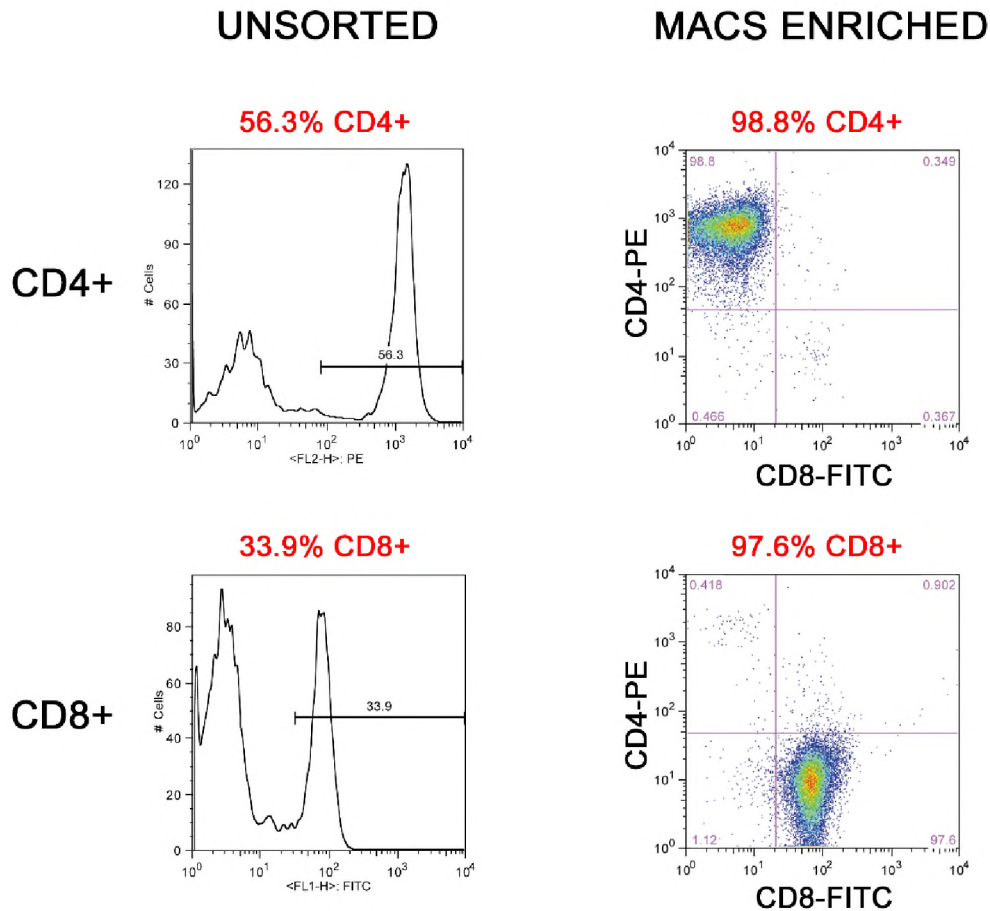 UNSORTED
MACS ENRICHED
CD4+
56.3% CD4+
# Cells
120
90
60
30
0
56.3
10^0 10^1 10^2 10^3 10^4
<FL2-H>: PE
98.8% CD4+
CD4-PE
10^4
10^3
10^2
10^1
10^0
98.8 0.349
0.466 0.367
10^0 10^1 10^2 10^3 10^4
CD8-FITC
CD8+
33.9% CD8+
# Cells
80
60
40
20
0
33.9
10^0 10^1 10^2 10^3 10^4
<FL1-H>: FITC
97.6% CD8+
CD4-PE
10^4
10^3
10^2
10^1
10^0
0.418 0.902
1.12 97.6
10^0 10^1 10^2 10^3 10^4
CD8-FITC